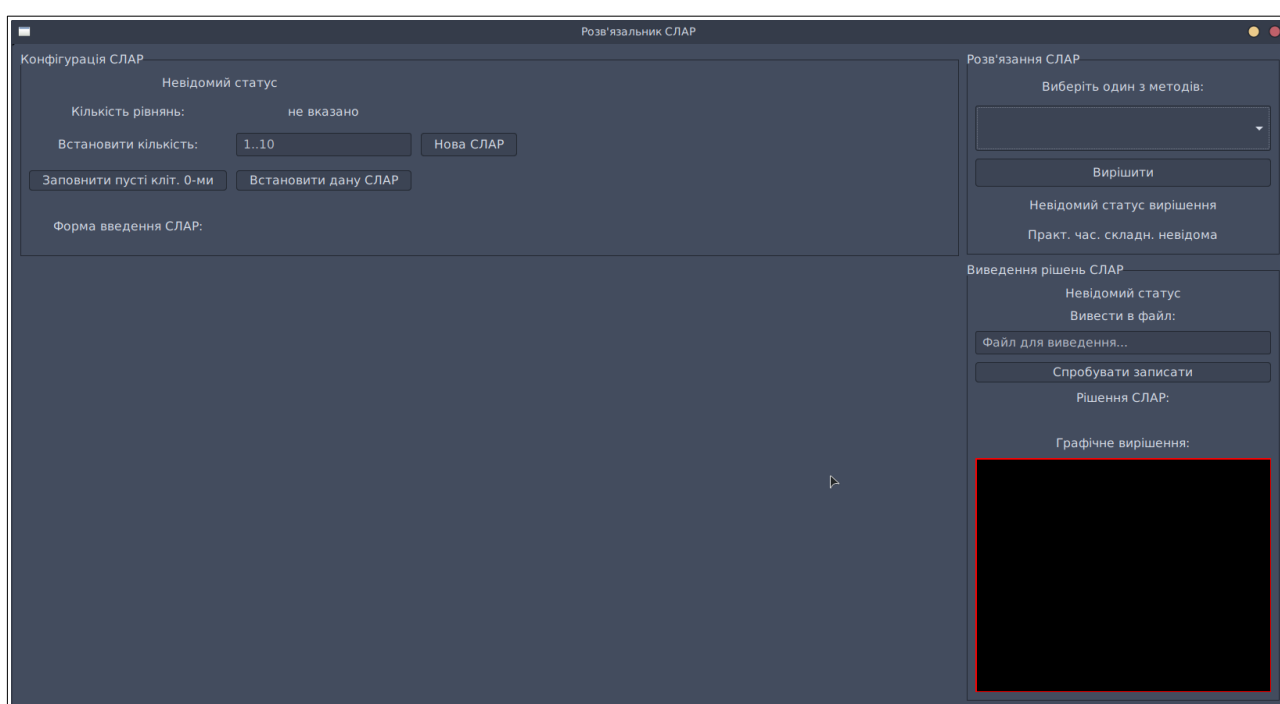 Розв'язальник СЛАР
Конфігурація СЛАР
Невідомий статус
Кількість рівнянь: не вказано
Встановити кількість: 1..10 Нова СЛАР
Заповнити пусті кліт. 0-ми Встановити дану СЛАР
Форма введення СЛАР:
Розв'язання СЛАР
Виберіть один з методів:
Вирішити
Невідомий статус вирішення
Практ. час. складн. невідома
Виведення рішень СЛАР
Невідомий статус
Вивести в файл:
Файл для виведення...
Спробувати записати
Рішення СЛАР:
Графічне вирішення: